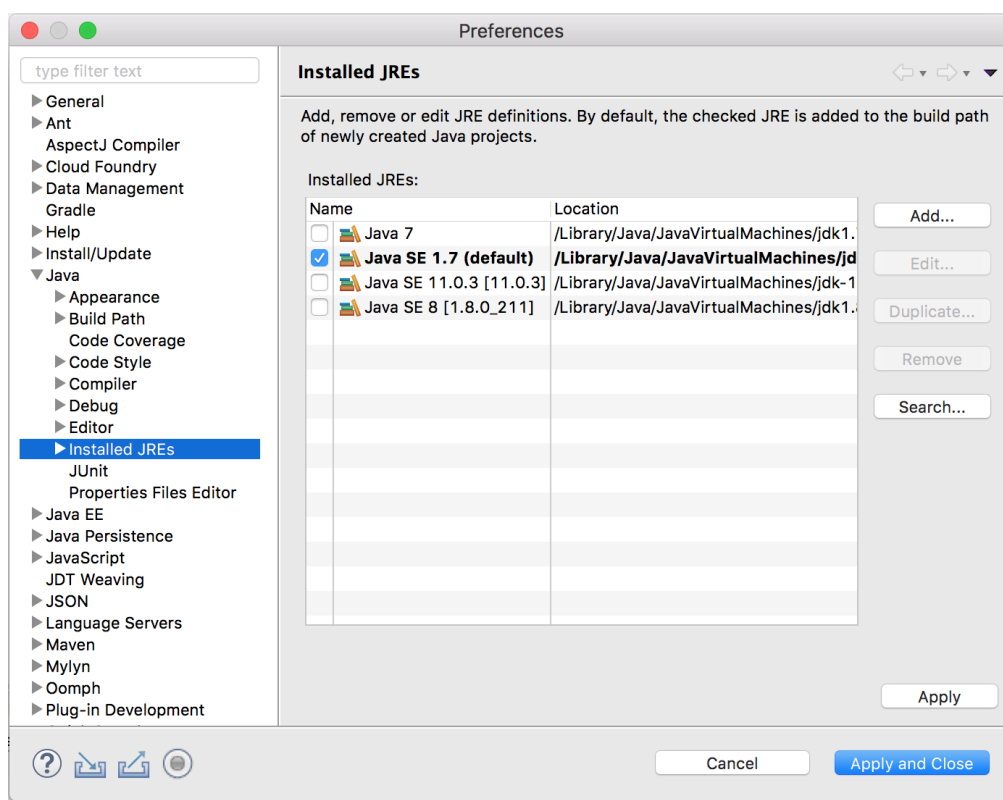 Preferences
type filter text
General
Ant
AspectJ Compiler
Cloud Foundry
Data Management
Gradle
Help
Install/Update
Java
Appearance
Build Path
Code Coverage
Code Style
Compiler
Debug
Editor
Installed JREs
JUnit
Properties Files Editor
Java EE
Java Persistence
JavaScript
JDT Weaving
JSON
Language Servers
Maven
Mylyn
Oomph
Plug-in Development
Installed JREs
Add, remove or edit JRE definitions. By default, the checked JRE is added to the build path
of newly created Java projects.
Installed JREs:
Name Location
Java 7 /Library/Java/JavaVirtualMachines/jdk1.
Java SE 1.7 (default) /Library/Java/JavaVirtualMachines/jd
Java SE 11.0.3 [11.0.3] /Library/Java/JavaVirtualMachines/jdk-1
Java SE 8 [1.8.0_211] /Library/Java/JavaVirtualMachines/jdk1.
Add...
Edit...
Duplicate...
Remove
Search...
Apply
?
Cancel
Apply and Close